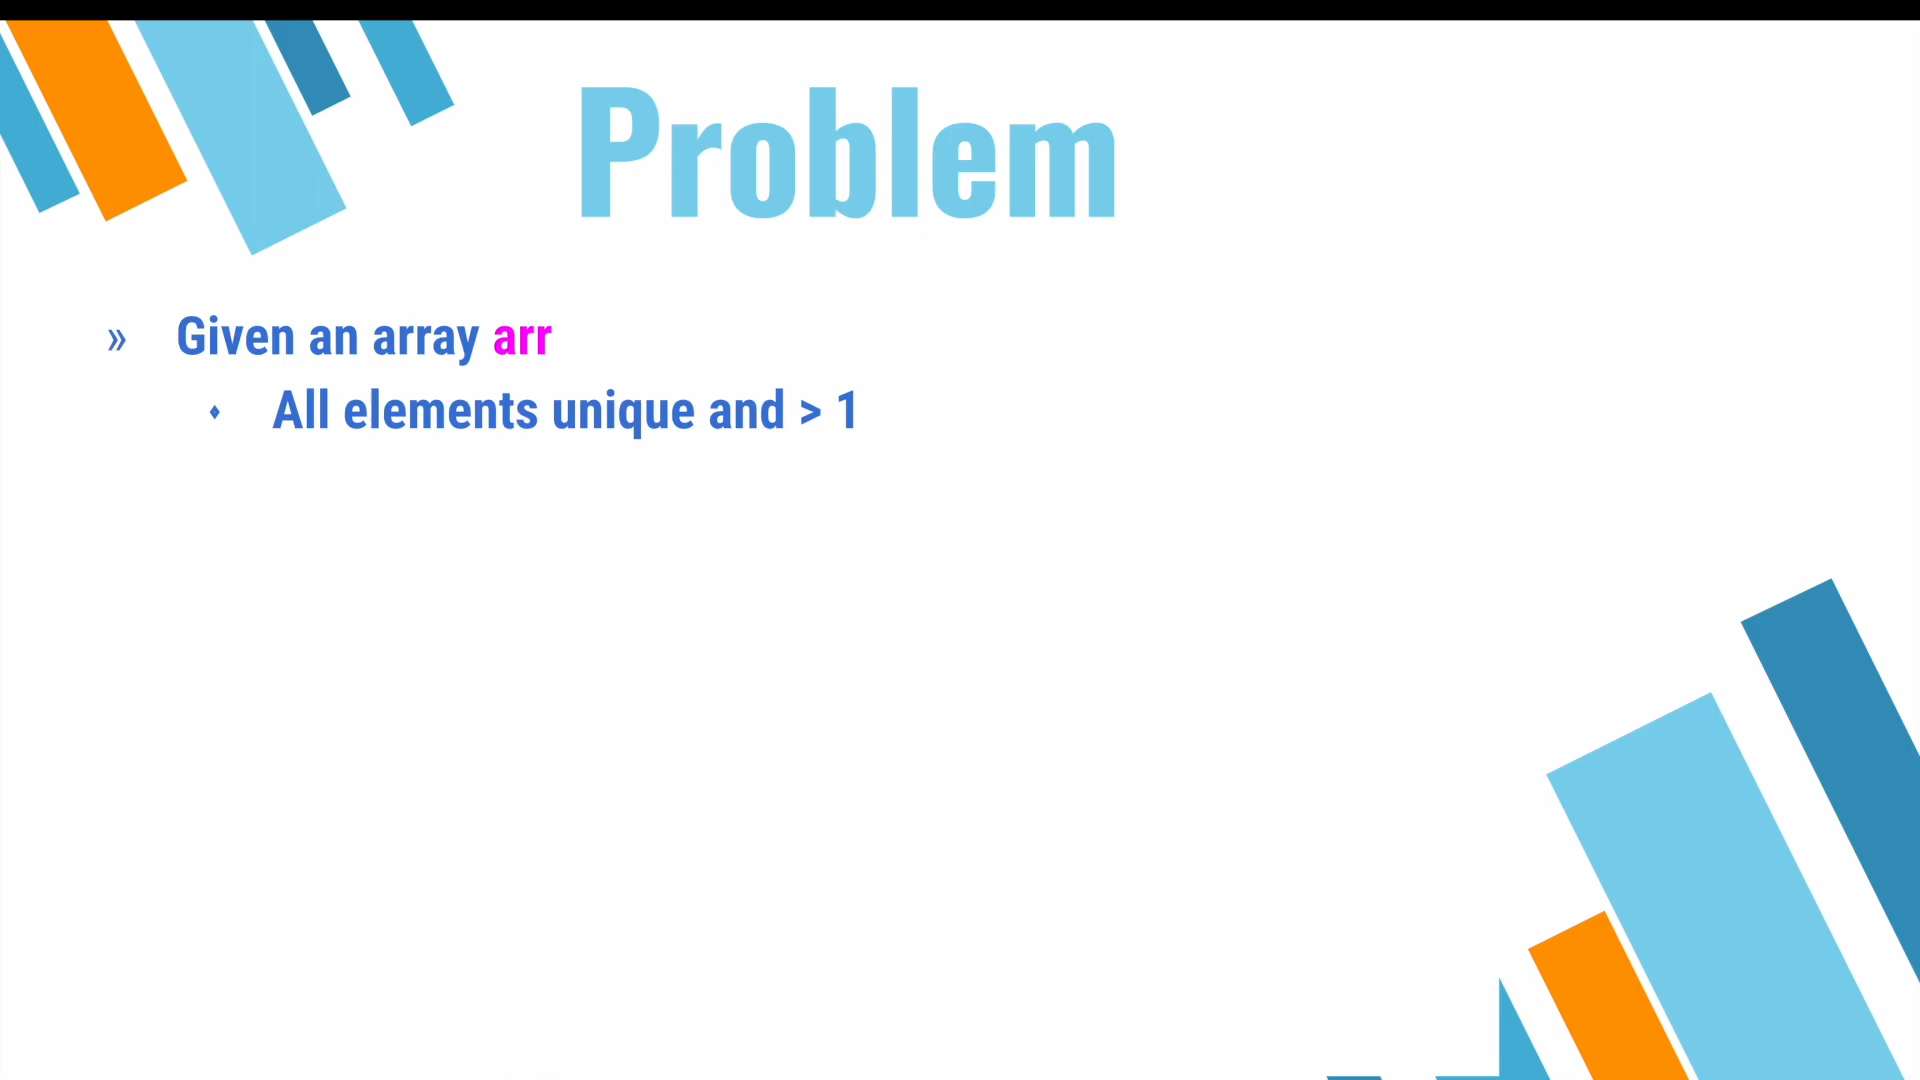 Problem
» Given an array arr
⬧ All elements unique and > 1